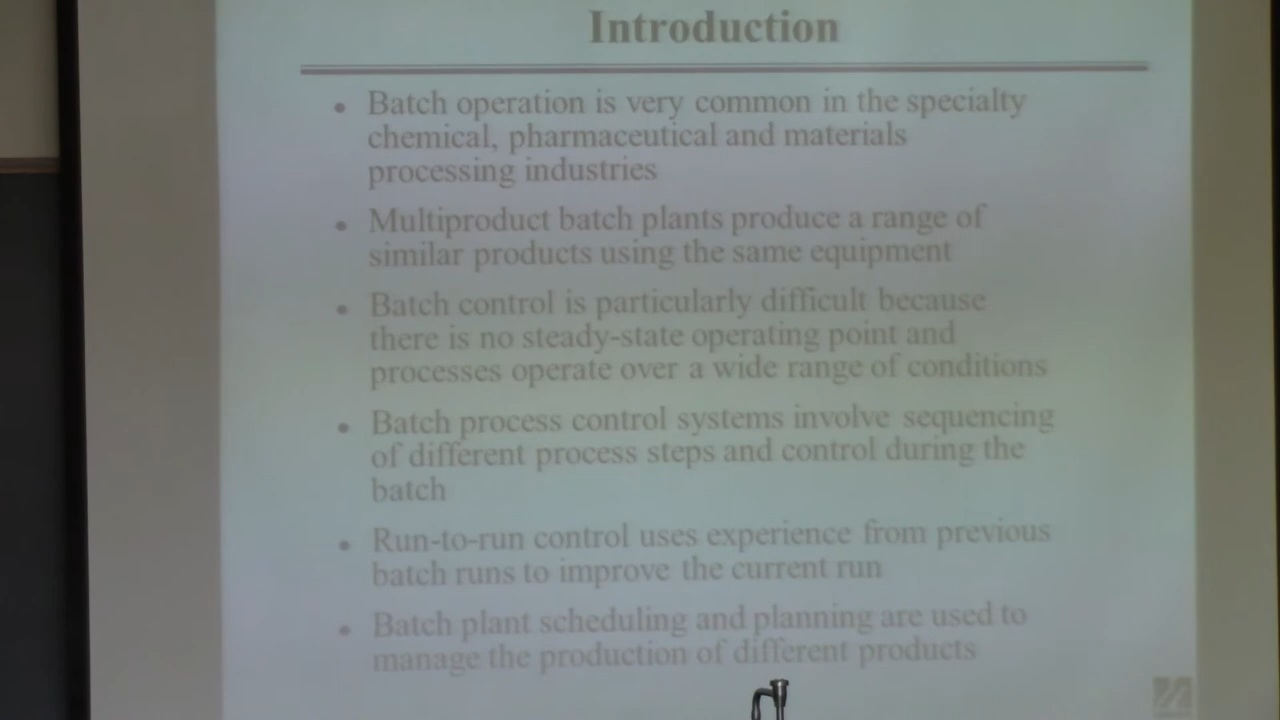 Introduction
• Batch operation is very common in the specialty
chemical, pharmaceutical and materials
processing industries
• Multiproduct batch plants produce a range of
similar products using the same equipment
• Batch control is particularly difficult because
there is no steady-state operating point and
processes operate over a wide range of conditions
• Batch process control systems involve sequencing
of different process steps and control during the
batch
• Run-to-run control uses experience from previous
batch runs to improve the current run
• Batch plant scheduling and planning are used to
manage the production of different products